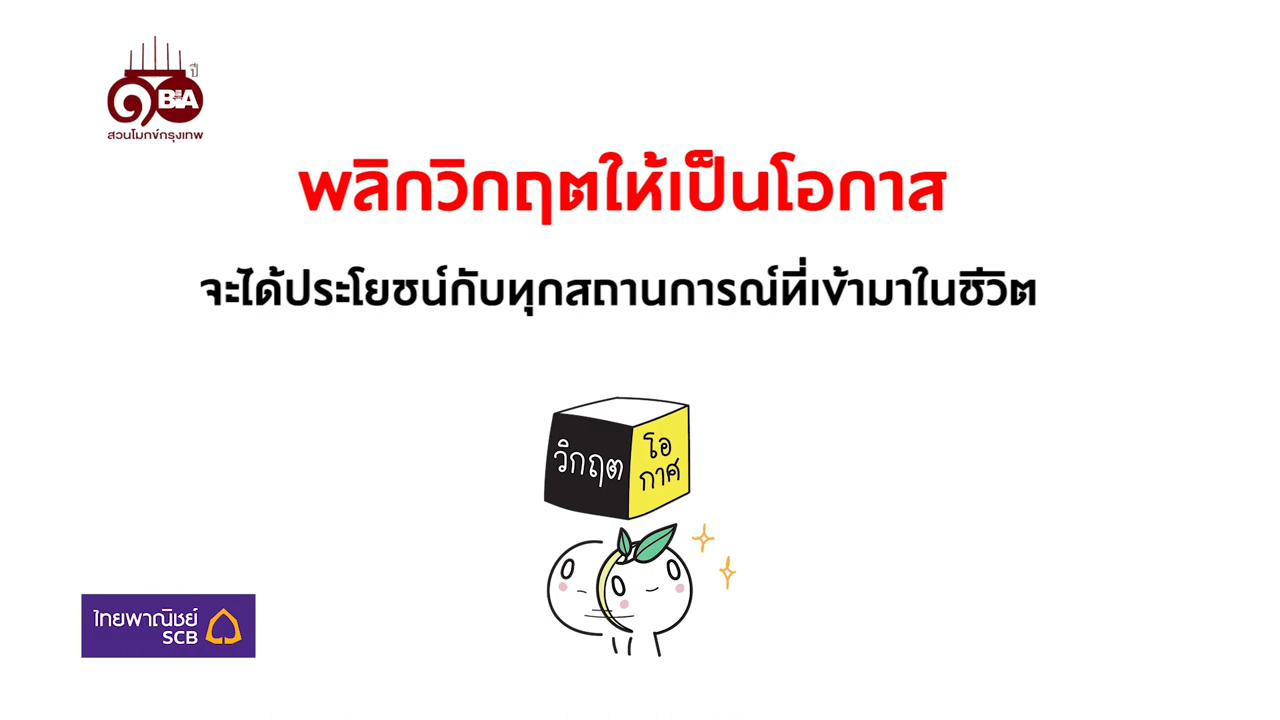 ๑๐ ปี
BIA
สวนโมกข์กรุงเทพ
พลิกวิกฤตให้เป็นโอกาส
จะได้ประโยชน์กับทุกสถานการณ์ที่เข้ามาในชีวิต
วิกฤต
โอ
กาศ
ไทยพาณิชย์
SCB